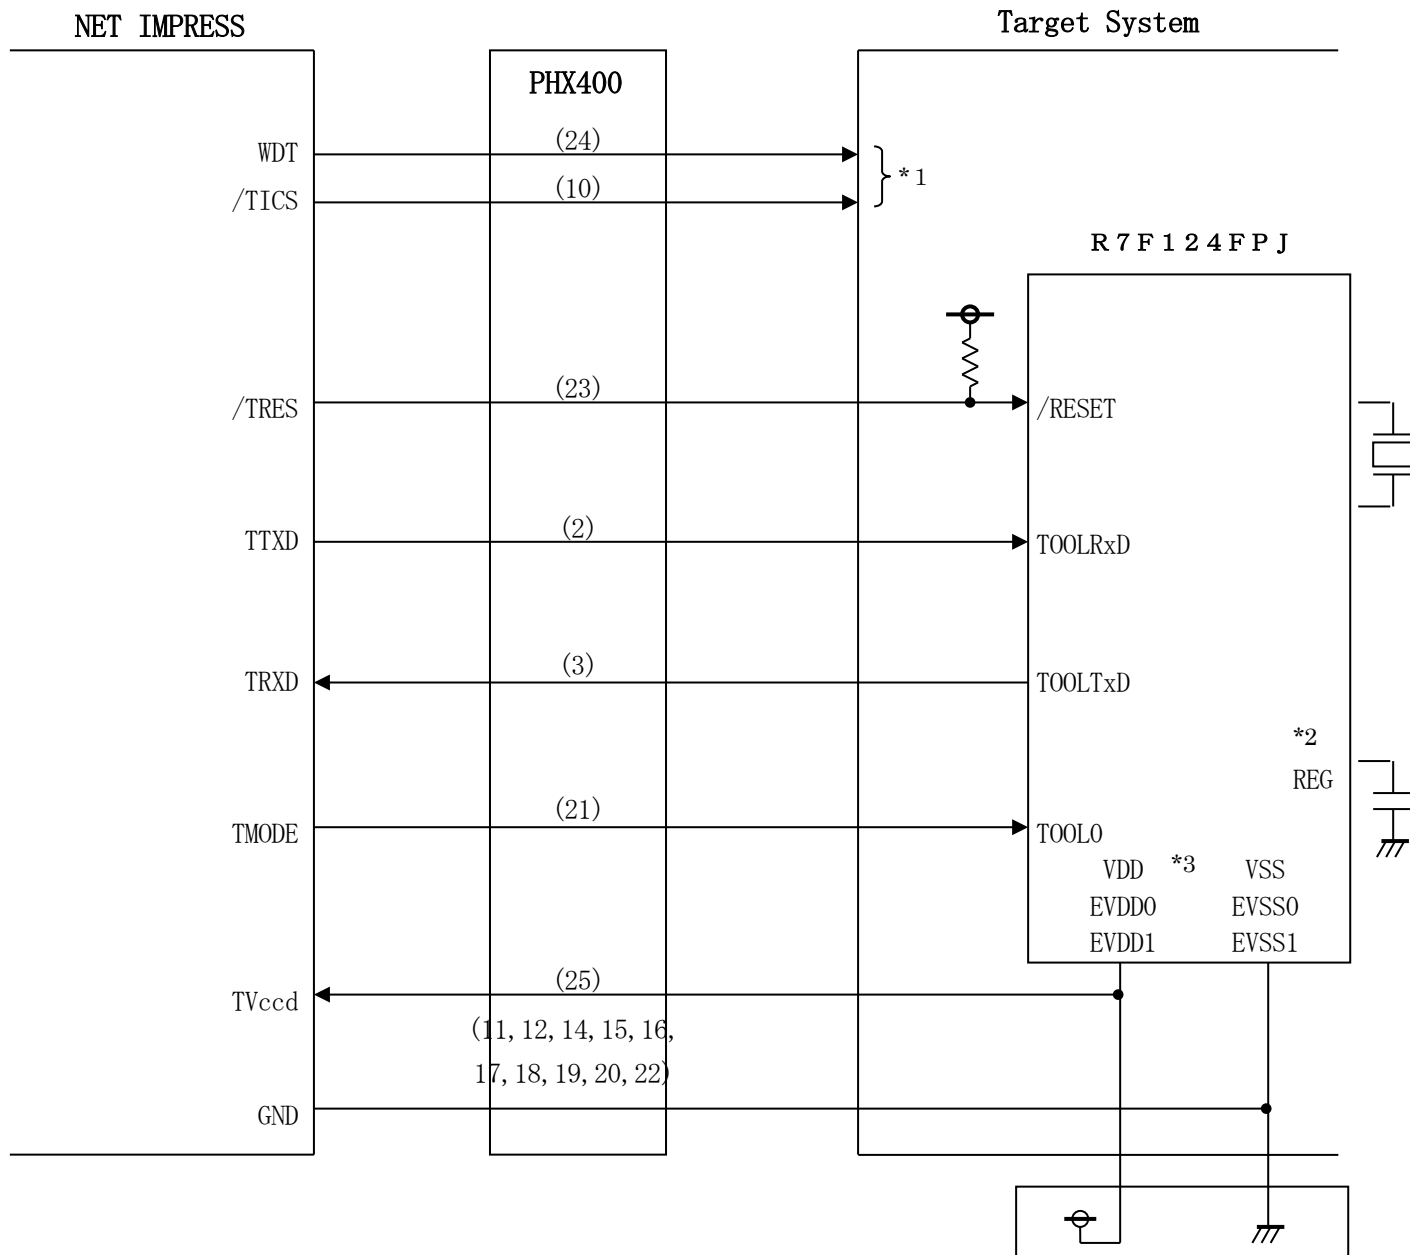 NET IMPRESS
Target System
PHX400
WDT
(24)
/TICS
(10)
*1
R7F124FPJ
/TRES
(23)
/RESET
TTXD
(2)
TOOLRxD
TRXD
(3)
TOOLTxD
*2
REG
TMODE
(21)
TOOL0
VDD *3 VSS
EVDD0 EVSS0
EVDD1 EVSS1
TVccd
(25)
(11,12,14,15,16,
17,18,19,20,22)
GND